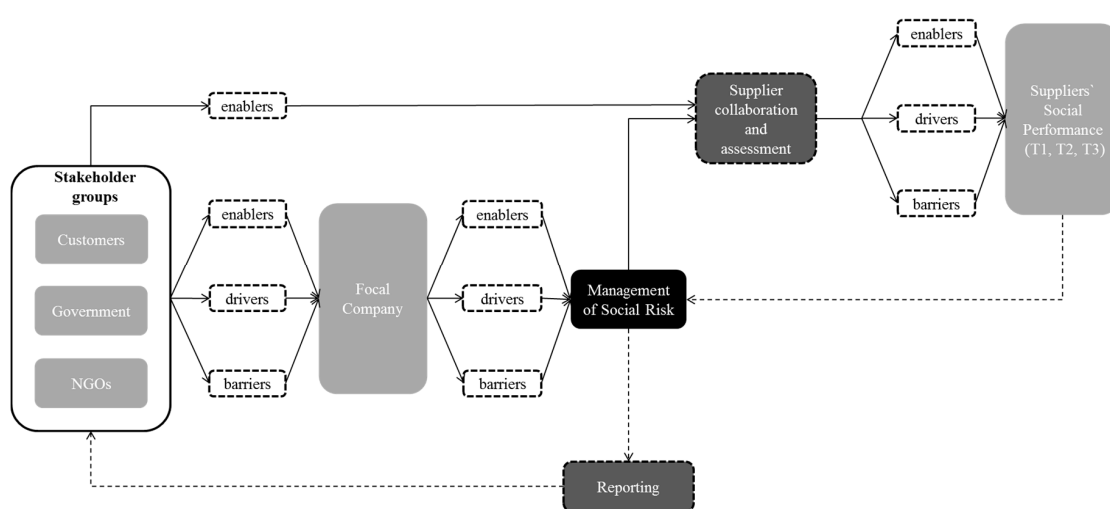 enablers
Suppliers`
Social
Performance
(T1, T2, T3)
drivers
barriers
Supplier
collaboration
and
assessment
enablers
Stakeholder
groups
Customers
Government
NGOs
enablers
drivers
barriers
Focal
Company
enablers
drivers
barriers
Management
of Social Risk
Reporting